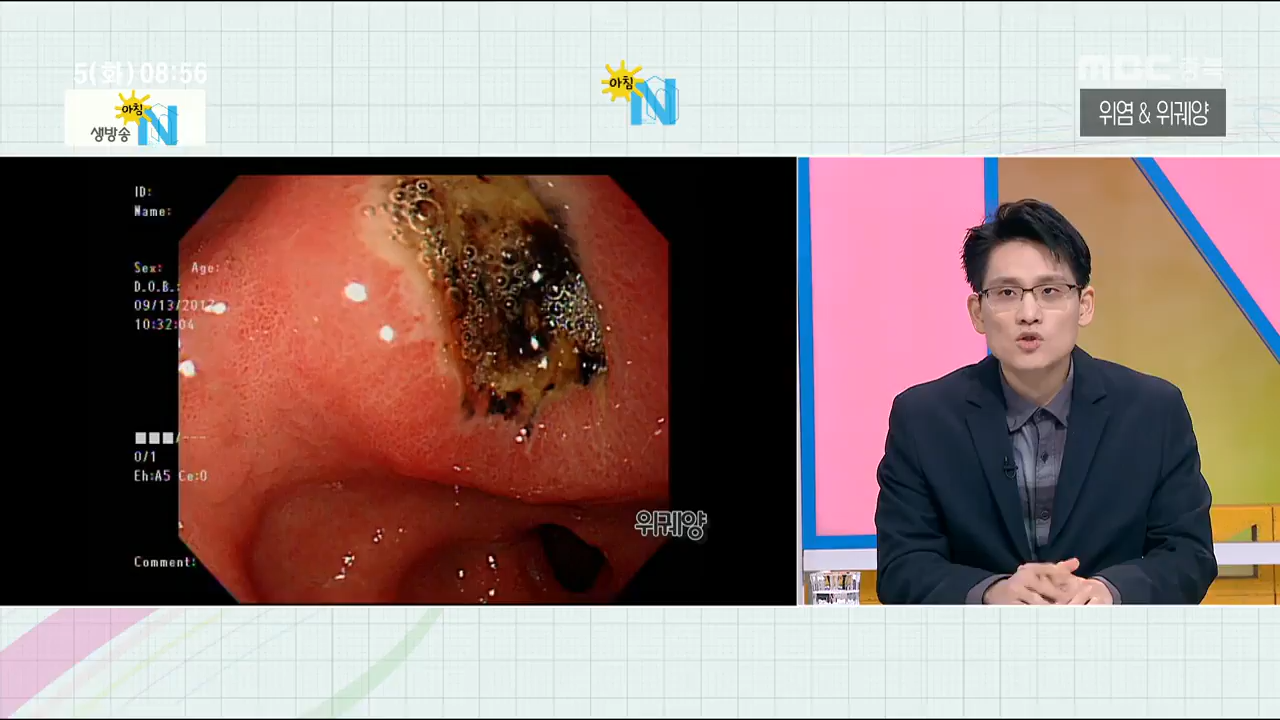 5(화) 08:56
아침
생방송 N
아침 N
MBC 충북
위염 & 위궤양
ID:
Name:
Sex: Age:
D.O.B.:
09/13/2017
10:32:04
■■■/---
0/1
Eh:A5 Ce:0
Comment:
위궤양